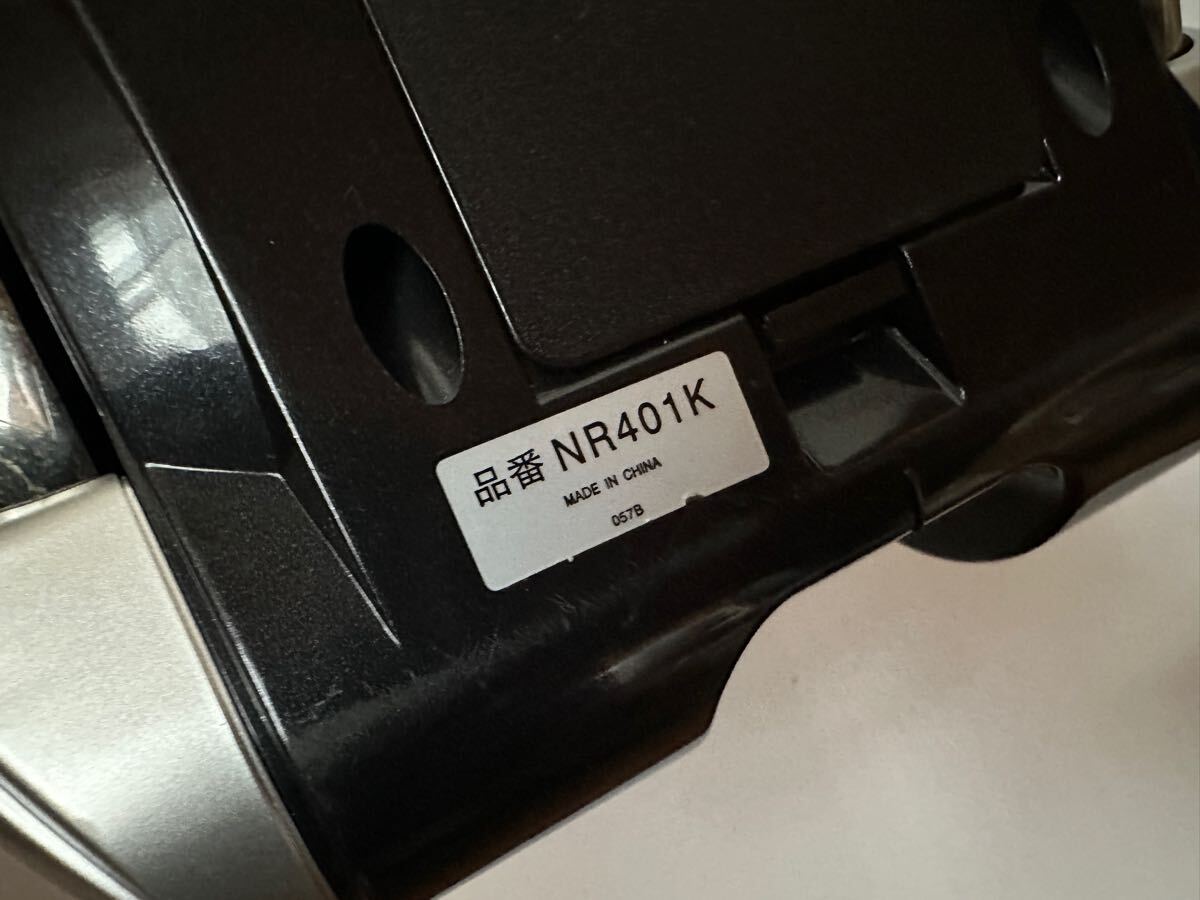 品番 NR401K
MADE IN CHINA
057B